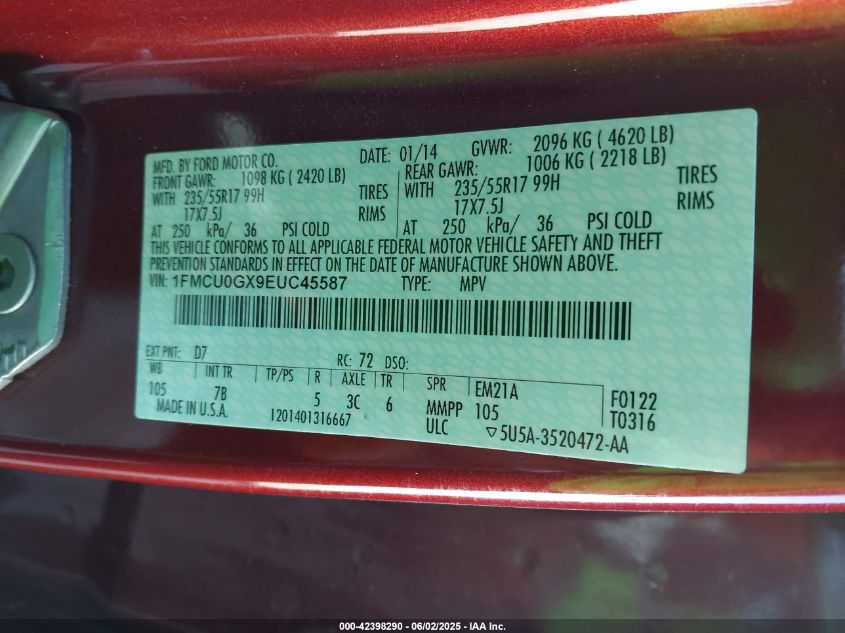 MFD. BY FORD MOTOR CO. DATE: 01/14 GVWR: 2096 KG ( 4620 LB)
FRONT GAWR: 1098 KG ( 2420 LB) REAR GAWR: 1006 KG ( 2218 LB)
WITH 235/55R17 99H TIRES WITH 235/55R17 99H TIRES
17X7.5J RIMS 17X7.5J RIMS
AT 250 kPa/ 36 PSI COLD AT 250 kPa/ 36 PSI COLD
THIS VEHICLE CONFORMS TO ALL APPLICABLE FEDERAL MOTOR VEHICLE SAFETY AND THEFT
PREVENTION STANDARDS IN EFFECT ON THE DATE OF MANUFACTURE SHOWN ABOVE.
VIN: 1FMCU0GX9EUC45587 TYPE: MPV
EXT PNT: D7 RC: 72 DSO:
WB INT TR TP/PS R AXLE TR SPR EM21A F0122
105 7B 5 3C 6 MMPP 105 T0316
MADE IN U.S.A. 1201401316667 ULC ▽5U5A-3520472-AA
000-42398290 - 06/02/2025 - IAA Inc.